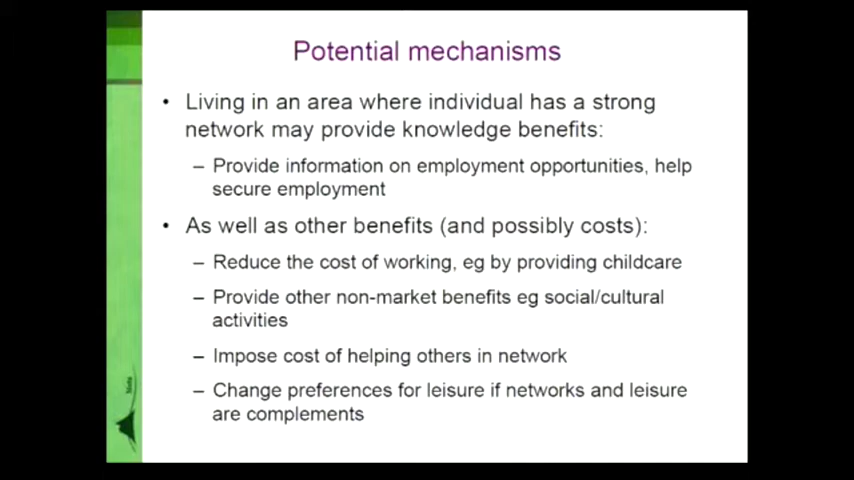 Potential mechanisms
• Living in an area where individual has a strong
network may provide knowledge benefits:
– Provide information on employment opportunities, help
secure employment
• As well as other benefits (and possibly costs):
– Reduce the cost of working, eg by providing childcare
– Provide other non-market benefits eg social/cultural
activities
– Impose cost of helping others in network
– Change preferences for leisure if networks and leisure
are complements